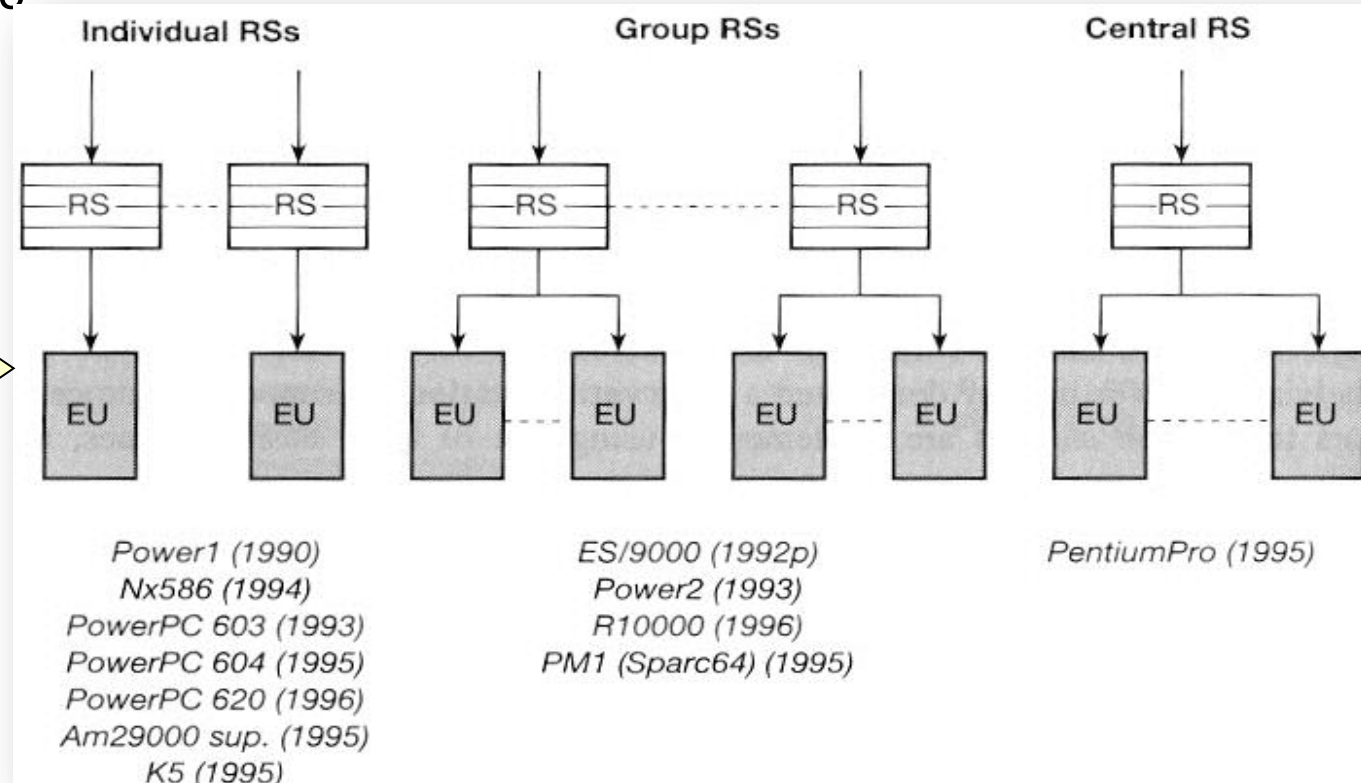 Individual RSs
Group RSs
Central RS
RS
RS
RS
RS
RS
EU
EU
EU
EU
EU
EU
EU
EU
Power1 (1990)
Nx586 (1994)
PowerPC 603 (1993)
PowerPC 604 (1995)
PowerPC 620 (1996)
Am29000 sup. (1995)
K5 (1995)
ES/9000 (1992p)
Power2 (1993)
R10000 (1996)
PM1 (Sparc64) (1995)
PentiumPro (1995)